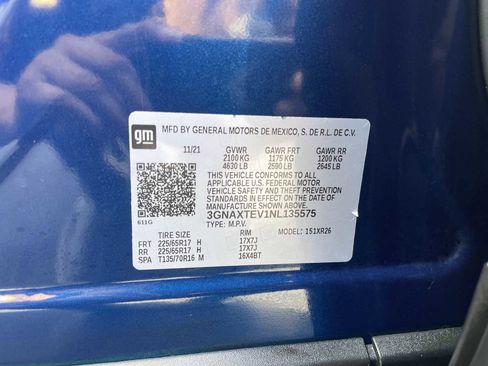 gm
MFD BY GENERAL MOTORS DE MEXICO, S. DE R.L. DE C.V.
11/21 GVWR GAWR FRT GAWR RR
2100 KG 1175 KG 1200 KG
4630 LB 2590 LB 2645 LB
THIS VEHICLE CONFORMS TO ALL
APPLICABLE U.S. FEDERAL MOTOR
VEHICLE SAFETY, BUMPER, AND THEFT
PREVENTION STANDARDS IN EFFECT ON
THE DATE OF MANUFACTURE SHOWN ABOVE.
3GNAXTEV1NL135575
611G
TYPE: M.P.V. MODEL: 151XR26
TIRE SIZE RIM
FRT 225/65R17 H 17X7J
RR 225/65R17 H 17X7J
SPA T135/70R16 M 16X4BT